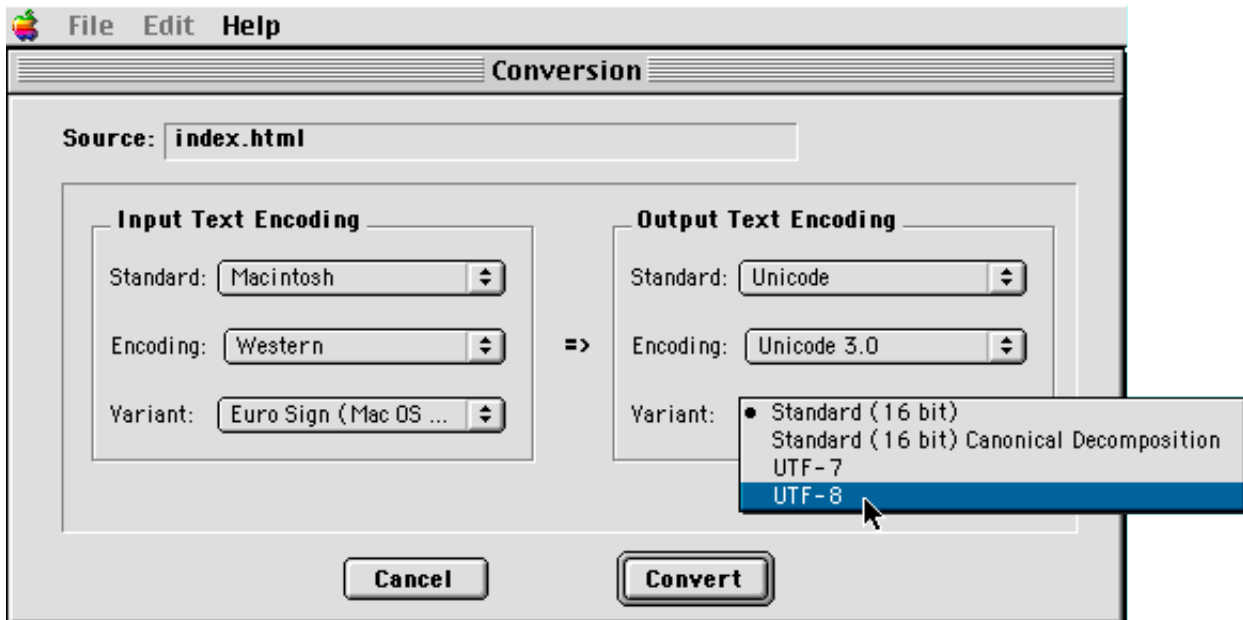 File Edit Help
Conversion
Source: index.html
Input Text Encoding
Standard: Macintosh
Encoding: Western
Variant: Euro Sign (Mac OS ...
=>
Output Text Encoding
Standard: Unicode
Encoding: Unicode 3.0
Variant:
• Standard (16 bit)
Standard (16 bit) Canonical Decomposition
UTF-7
UTF-8
Cancel
Convert